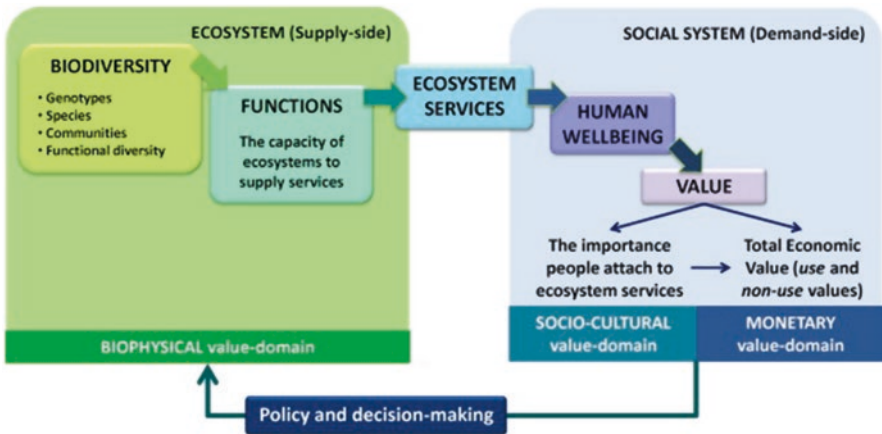 ECOSYSTEM (Supply-side)
BIODIVERSITY
• Genotypes
• Species
• Communities
• Functional diversity
FUNCTIONS
The capacity of
ecosystems to
supply services
BIOPHYSICAL value-domain
ECOSYSTEM
SERVICES
SOCIAL SYSTEM (Demand-side)
HUMAN
WELLBEING
VALUE
The importance
people attach to
ecosystem services
Total Economic
Value (use and
non-use values)
SOCIO-CULTURAL
value-domain
MONETARY
value-domain
Policy and decision-making